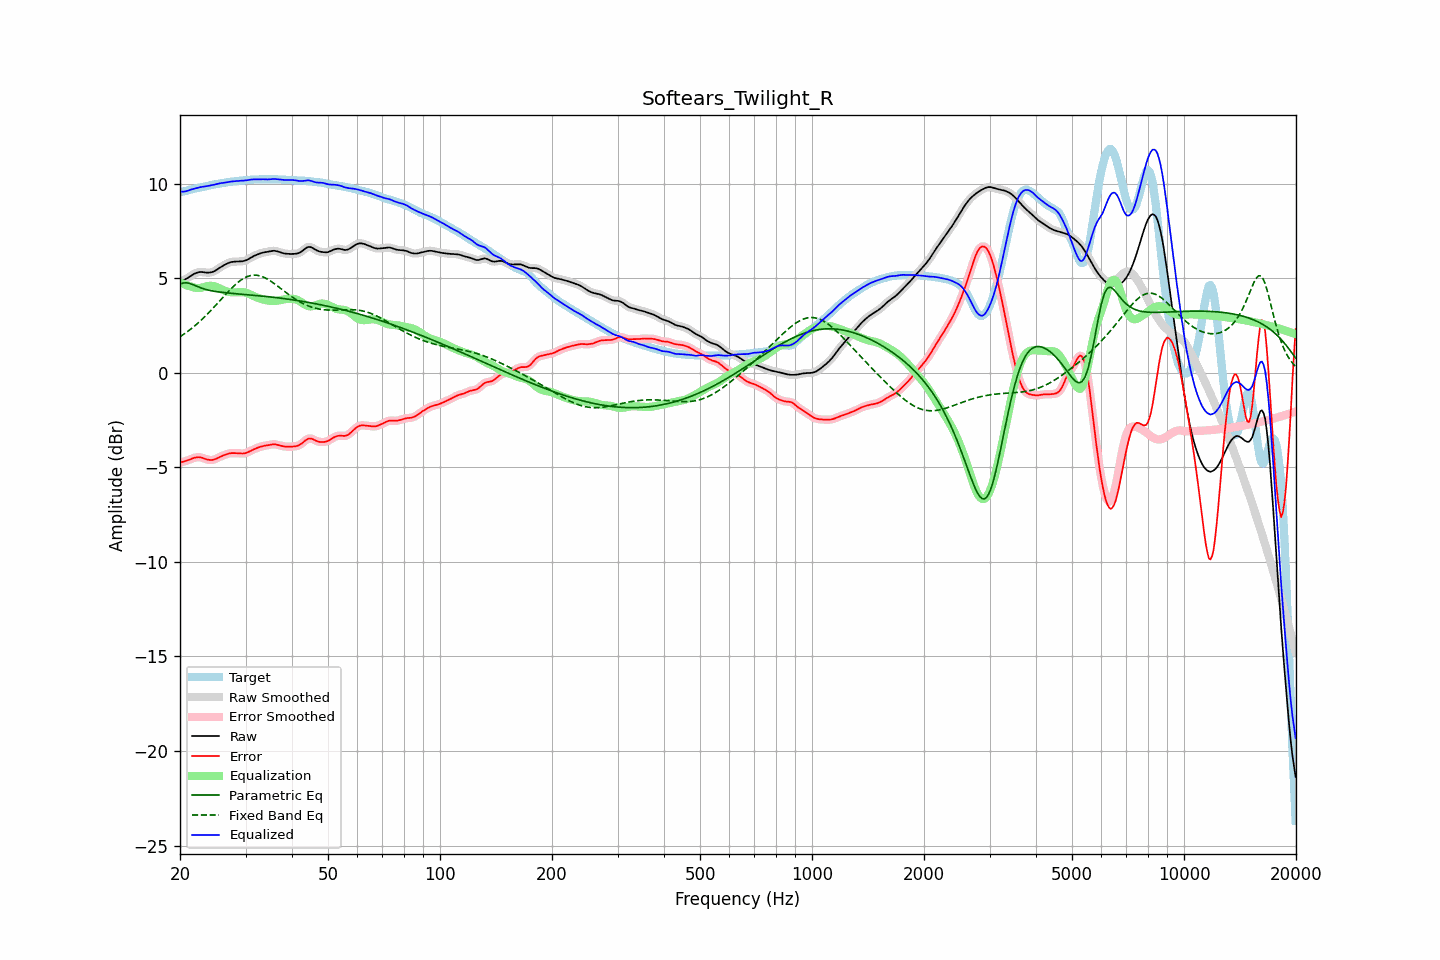 Softears_Twilight_R
Amplitude (dBr)
10
5
0
−5
−10
−15
−20
−25
Target
Raw Smoothed
Error Smoothed
Raw
Error
Equalization
Parametric Eq
Fixed Band Eq
Equalized
20 50 100 200 500 1000 2000 5000 10000 20000
Frequency (Hz)